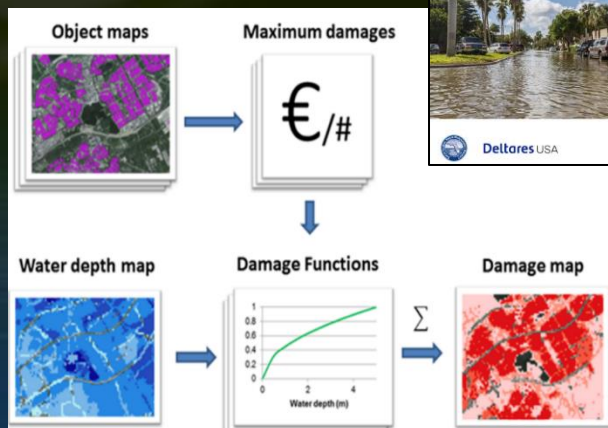 Object maps
Maximum damages
€/#
Deltares USA
Water depth map
Damage Functions
Damage map
1
0.8
0.6
0.4
0.2
0
0 2 4
Water depth (m)
Σ